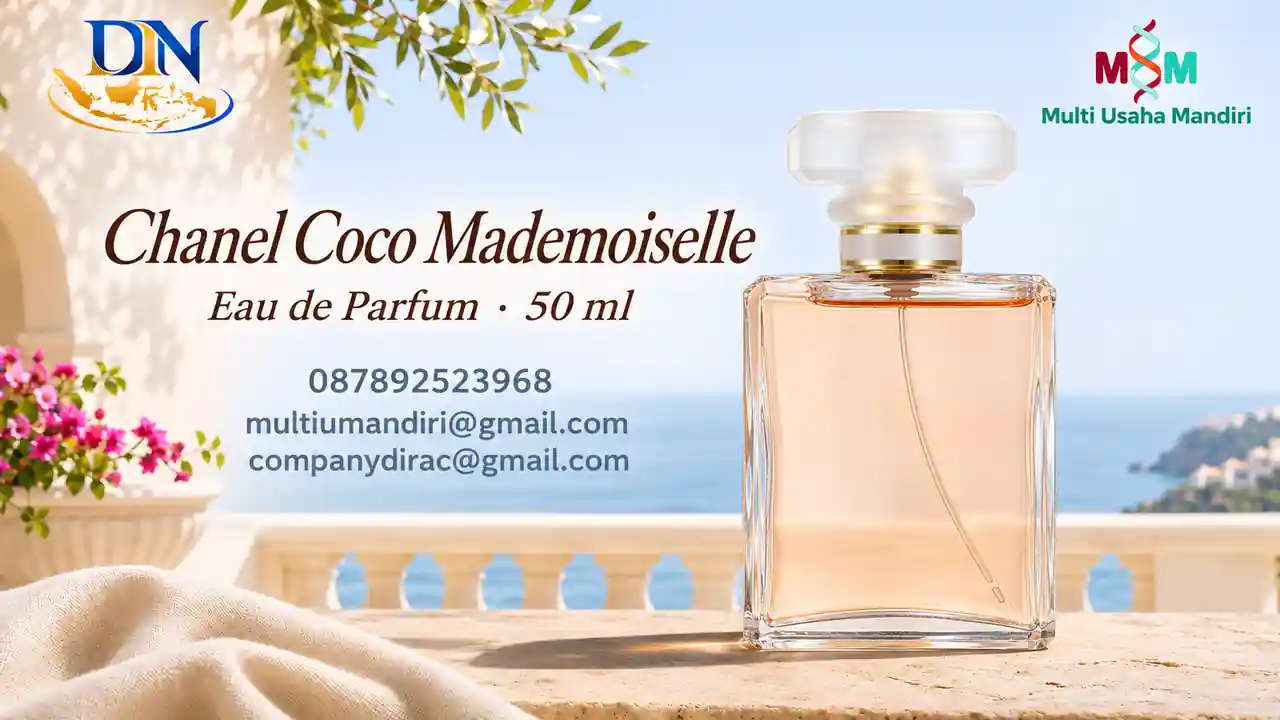 DN
MUM
Multi Usaha Mandiri
Chanel Coco Mademoiselle
Eau de Parfum · 50 ml
087892523968
multiumandiri@gmail.com
companydirac@gmail.com